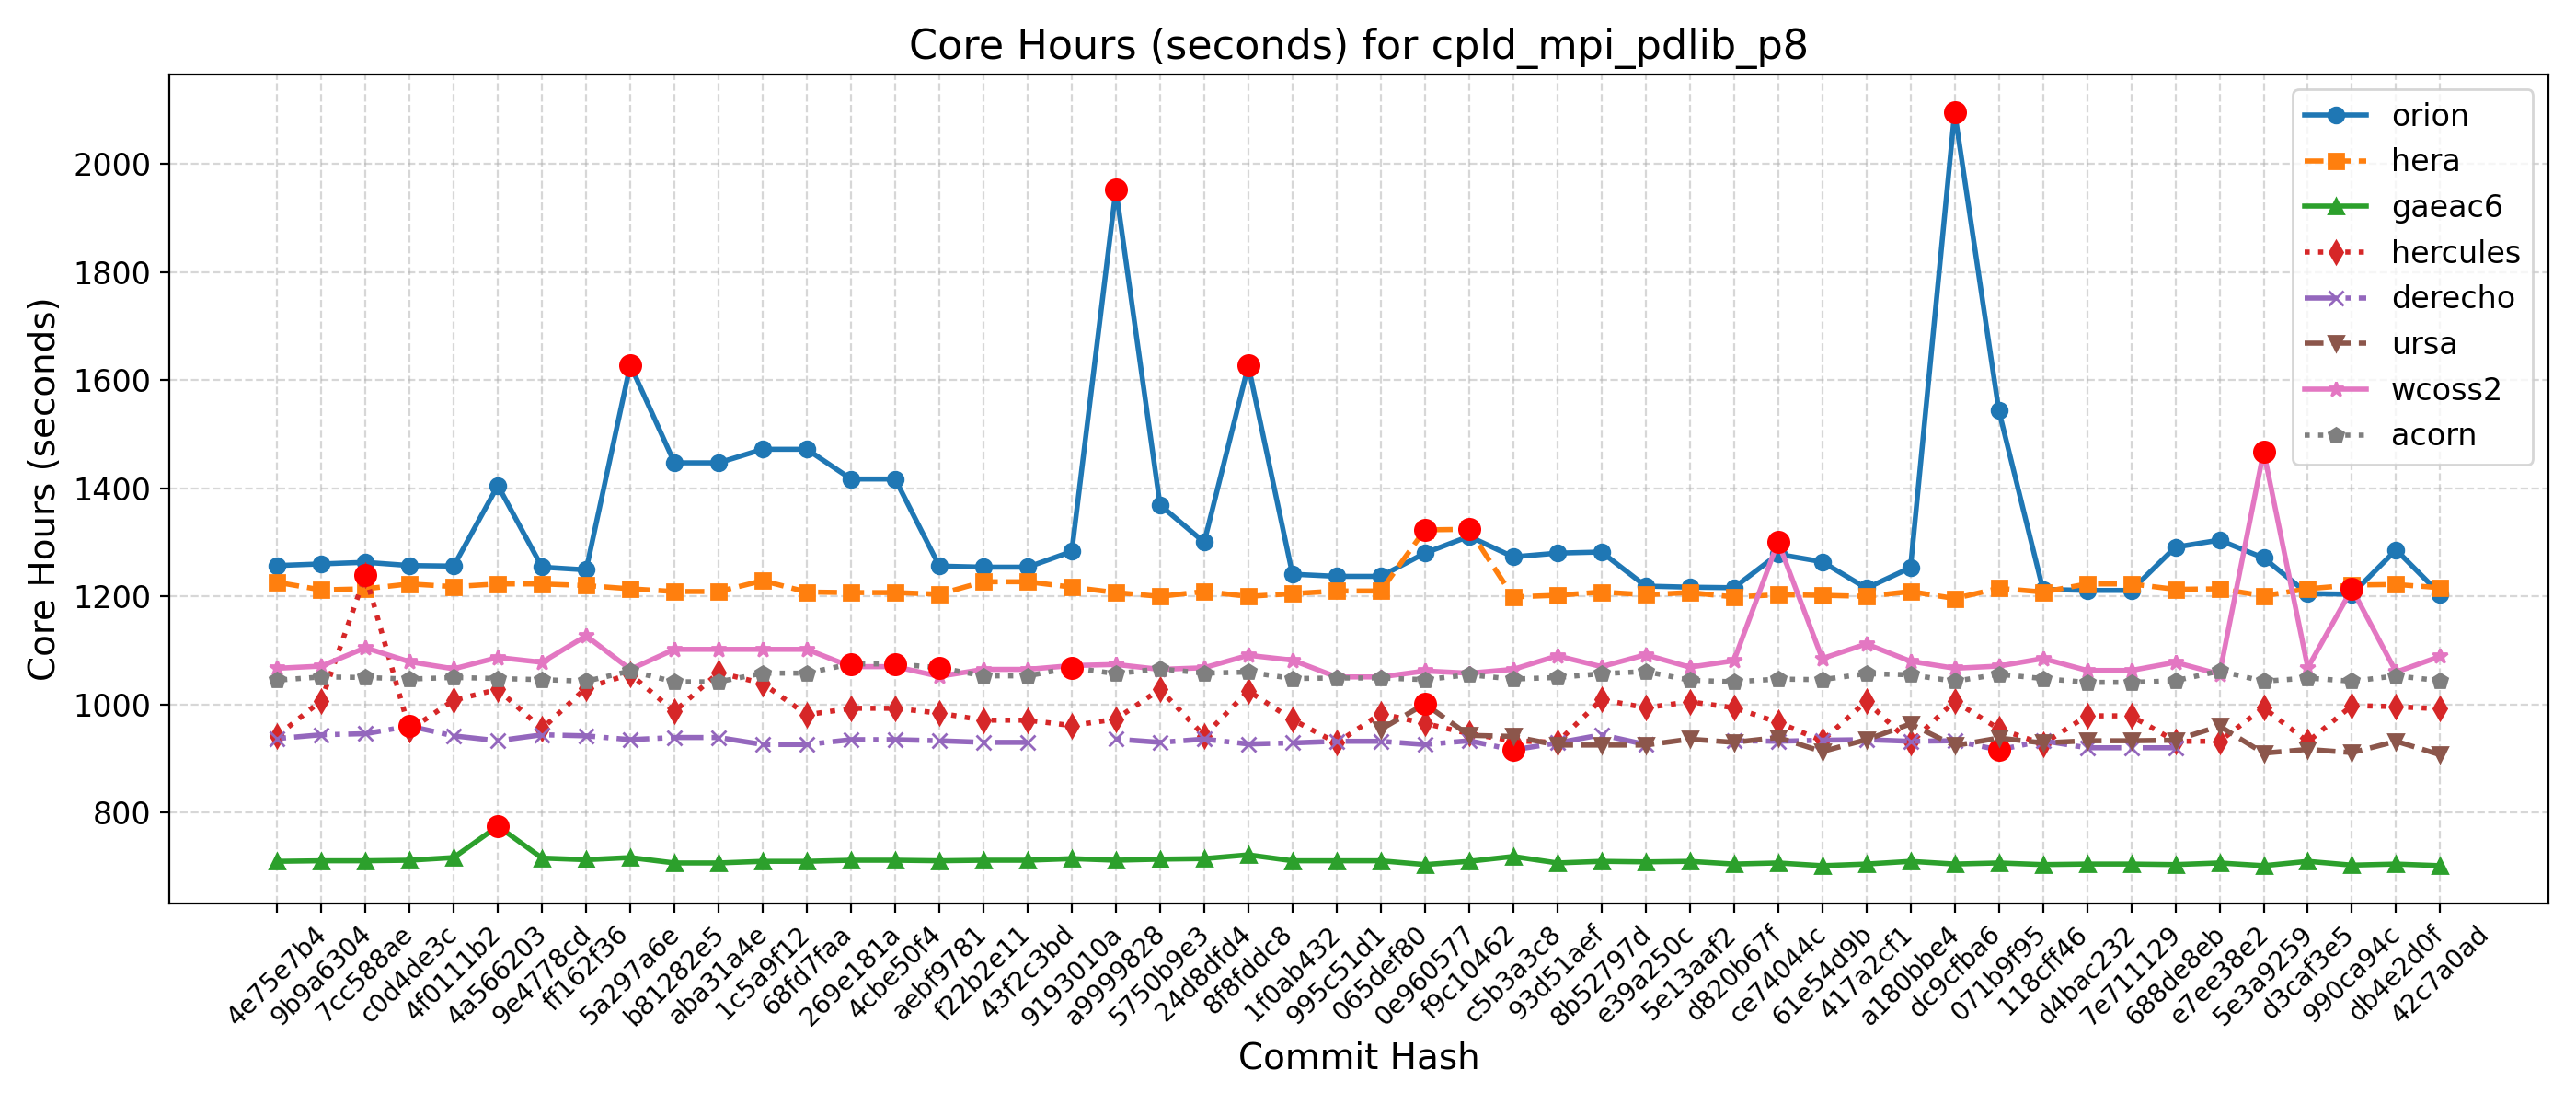 Core Hours (seconds) for cpld_mpi_pdlib_p8
Core Hours (seconds)
2000
1800
1600
1400
1200
1000
800
orion
hera
gaeac6
hercules
derecho
ursa
wcoss2
acorn
4e75e7b4
9b9a6304
7cc588ae
c0d4de3c
4f0111b2
4a566203
9e4778cd
ff162f36
5a297a6e
b81282e5
aba31a4e
1c5a9f12
68fd7faa
269e181a
4cbe50f4
aebf9781
f22b2e11
43f2c3bd
9193010a
a9999828
5750b9e3
24d8dfd4
8f8fddc8
1f0ab432
995c51d1
065def80
0e960577
f9c10462
c5b3a3c8
93d51aef
8b52797d
e39a250c
5e13aaf2
d820b67f
ce74044c
61e54d9b
417a2cf1
a180bbe4
dc9cfba6
071b9f95
118cff46
d4bac232
7e711129
688de8eb
e7ee38e2
5e3a9259
d3caf3e5
990ca94c
db4e2d0f
42c7a0ad
Commit Hash